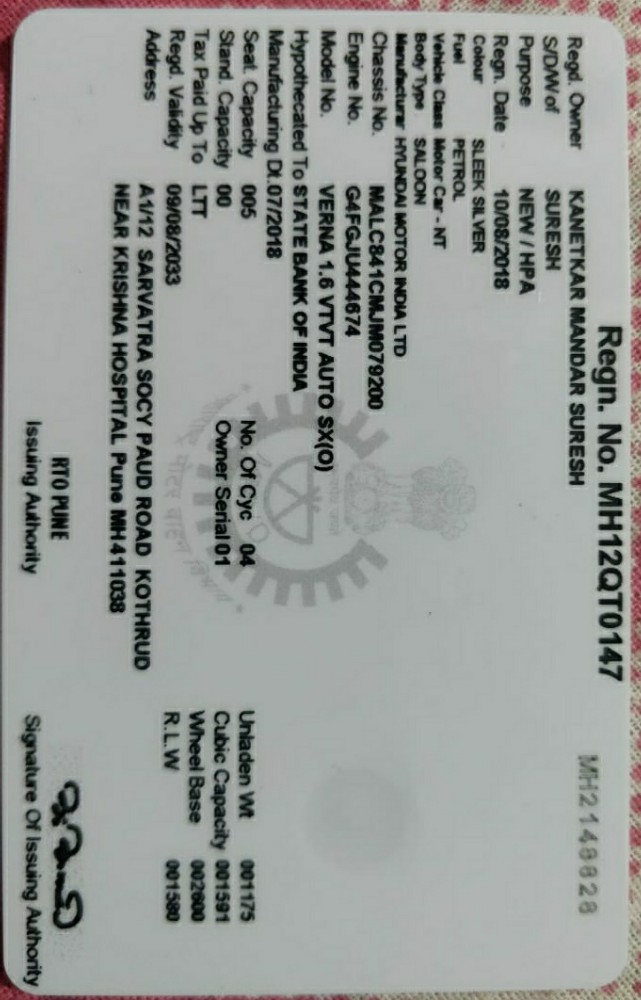 Regn. No. MH12QT0147
MH2148828
Regd. Owner KANETKAR MANDAR SURESH
S/D/W of SURESH
Purpose NEW / HPA
Regn. Date 10/08/2018
Colour SLEEK SILVER
Fuel PETROL
Vehicle Class Motor Car - NT
Body Type SALOON
Manufacturer HYUNDAI MOTOR INDIA LTD
Chassis No. MALC841CMJM079200
Engine No. G4FGJU444674
Model No. VERNA 1.6 VTVT AUTO SX(O)
Hypothecated To STATE BANK OF INDIA
Manufacturing Dt.07/2018
Seat. Capacity 005 No. Of Cyc 04 Unladen Wt 001175
Stand. Capacity 00 Owner Serial 01 Cubic Capacity 001591
Tax Paid Up To LTT Wheel Base 002600
Regd. Validity 09/08/2033 R.L.W 001580
Address A1/12 SARVATRA SOCY PAUD ROAD KOTHRUD
NEAR KRISHNA HOSPITAL Pune MH411038
RTO PUNE
Issuing Authority Signature Of Issuing Authority